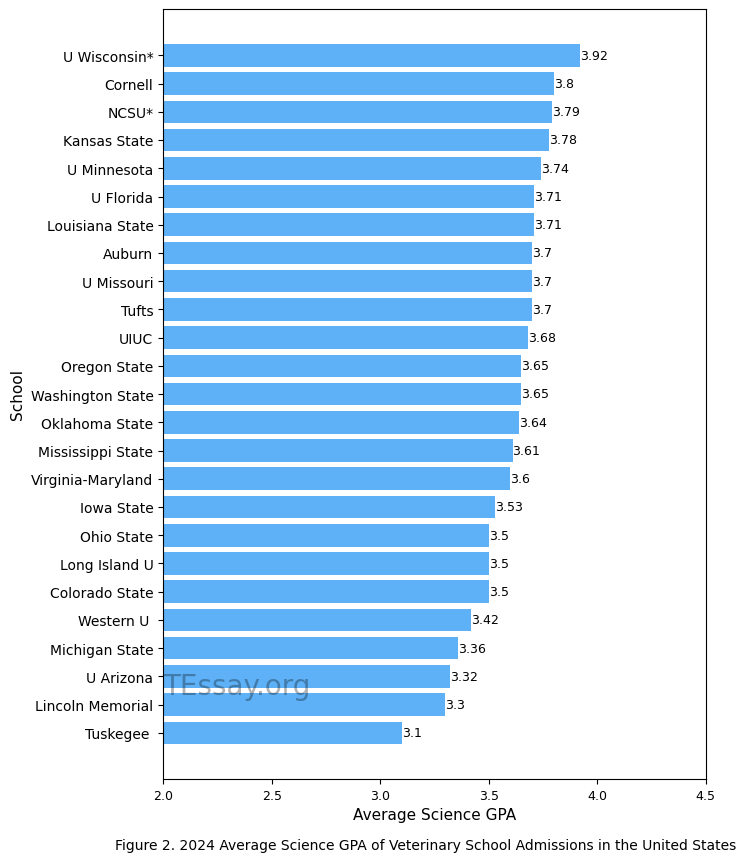 U Wisconsin* 3.92
Cornell 3.8
NCSU* 3.79
Kansas State 3.78
U Minnesota 3.74
U Florida 3.71
Louisiana State 3.71
Auburn 3.7
U Missouri 3.7
Tufts 3.7
UIUC 3.68
Oregon State 3.65
Washington State 3.65
School
Oklahoma State 3.64
Mississippi State 3.61
Virginia-Maryland 3.6
Iowa State 3.53
Ohio State 3.5
Long Island U 3.5
Colorado State 3.5
Western U 3.42
Michigan State 3.36
U Arizona 3.32
TEssay.org
Lincoln Memorial 3.3
Tuskegee 3.1
2.0 2.5 3.0 3.5 4.0 4.5
Average Science GPA
Figure 2. 2024 Average Science GPA of Veterinary School Admissions in the United States